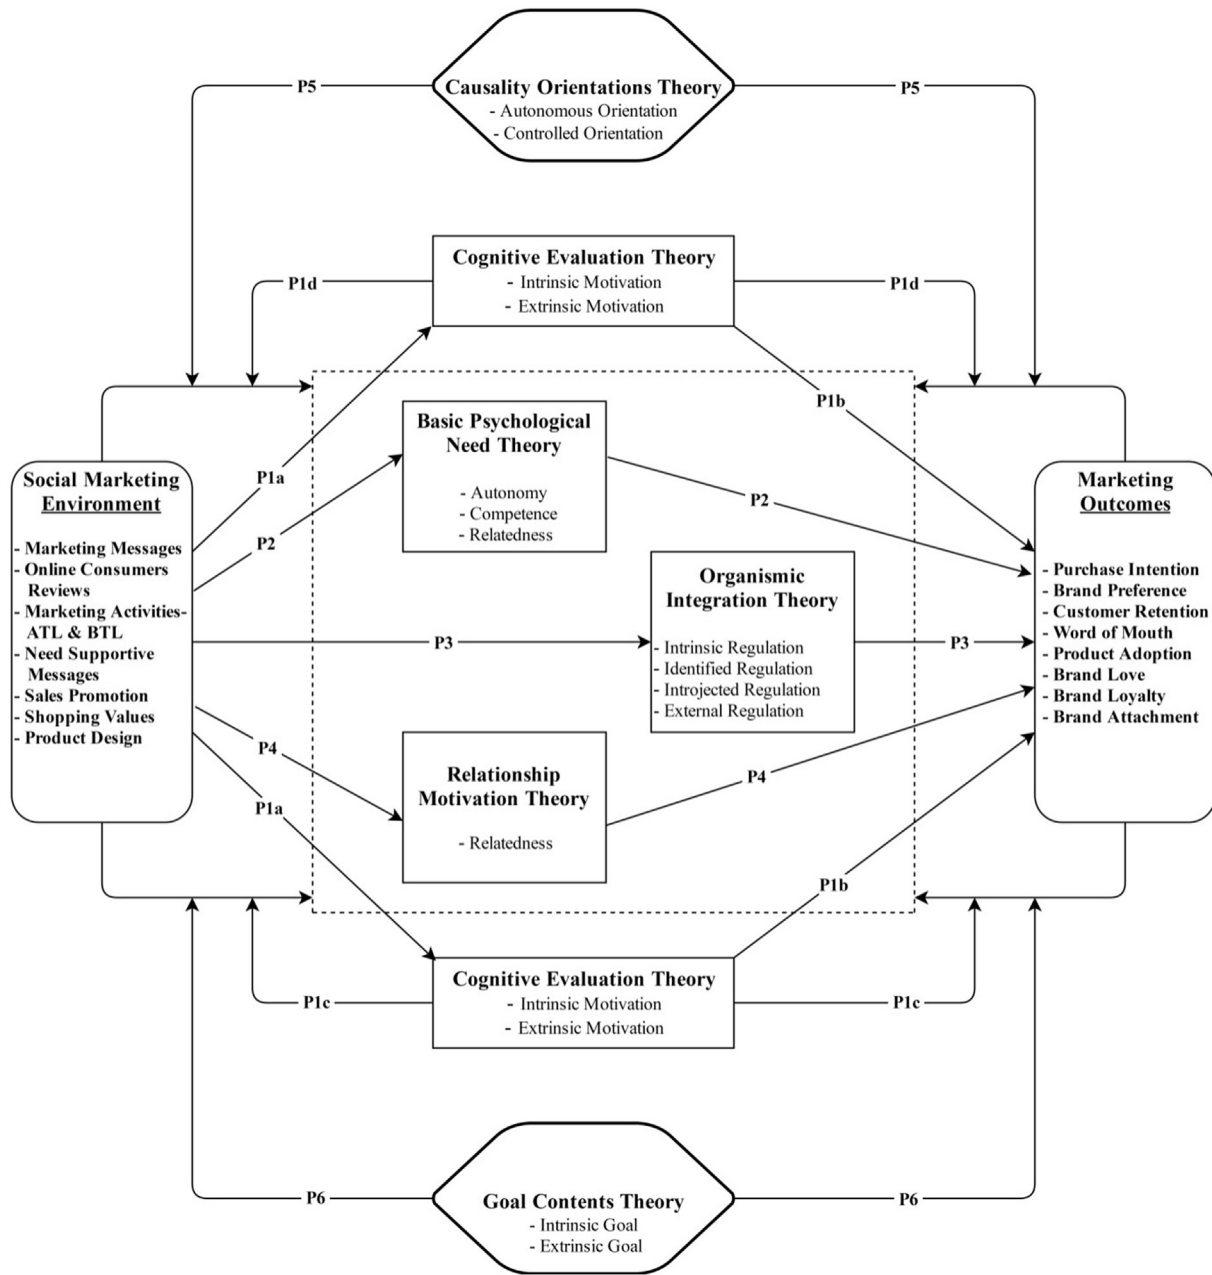 P5
Causality Orientations Theory
- Autonomous Orientation
- Controlled Orientation
P5
Cognitive Evaluation Theory
- Intrinsic Motivation
- Extrinsic Motivation
P1d
P1d
P1b
Basic Psychological
Need Theory
- Autonomy
- Competence
- Relatedness
P1a
P2
P2
Social Marketing
Environment
- Marketing Messages
- Online Consumers
Reviews
- Marketing Activities-
ATL & BTL
- Need Supportive
Messages
- Sales Promotion
- Shopping Values
- Product Design
Marketing
Outcomes
- Purchase Intention
- Brand Preference
- Customer Retention
- Word of Mouth
- Product Adoption
- Brand Love
- Brand Loyalty
- Brand Attachment
P3
Organismic
Integration Theory
- Intrinsic Regulation
- Identified Regulation
- Introjected Regulation
- External Regulation
P3
P4
Relationship
Motivation Theory
- Relatedness
P4
P1a
P1b
Cognitive Evaluation Theory
- Intrinsic Motivation
- Extrinsic Motivation
P1c
P1c
P6
Goal Contents Theory
- Intrinsic Goal
- Extrinsic Goal
P6